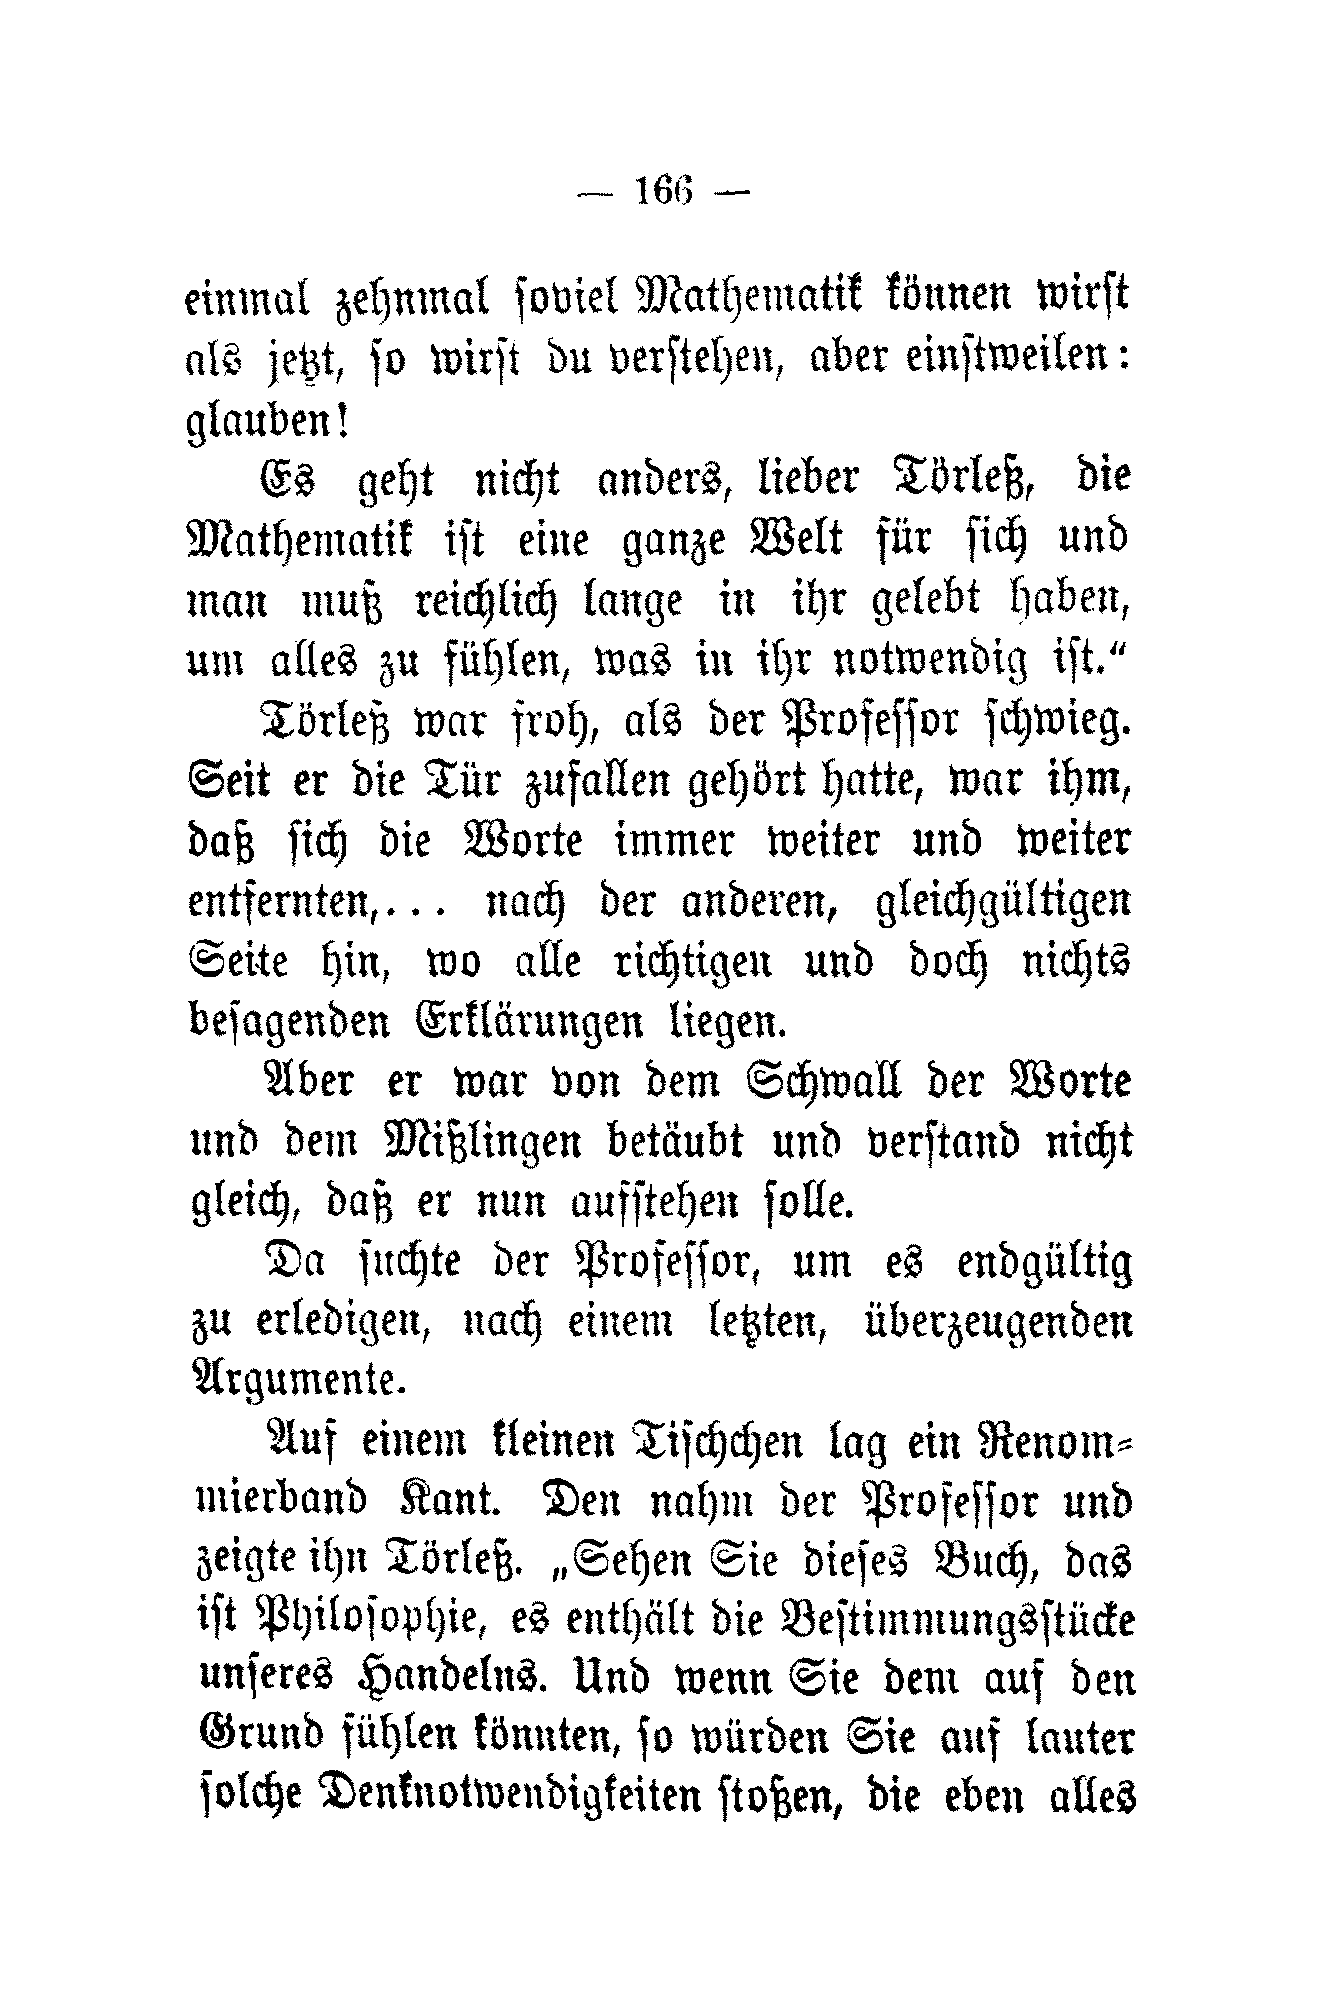 — 166 —
einmal zehnmal soviel Mathematik können wirst
als jetzt, so wirst du verstehen, aber einstweilen:
glauben!
Es geht nicht anders, lieber Törleß, die
Mathematik ist eine ganze Welt für sich und
man muß reichlich lange in ihr gelebt haben,
um alles zu fühlen, was in ihr notwendig ist.“
Törleß war froh, als der Professor schwieg.
Seit er die Tür zufallen gehört hatte, war ihm,
daß sich die Worte immer weiter und weiter
entfernten,... nach der anderen, gleichgültigen
Seite hin, wo alle richtigen und doch nichts
besagenden Erklärungen liegen.
Aber er war von dem Schwall der Worte
und dem Mißlingen betäubt und verstand nicht
gleich, daß er nun aufstehen solle.
Da suchte der Professor, um es endgültig
zu erledigen, nach einem letzten, überzeugenden
Argumente.
Auf einem kleinen Tischchen lag ein Renom-
mierband Kant. Den nahm der Professor und
zeigte ihn Törleß. „Sehen Sie dieses Buch, das
ist Philosophie, es enthält die Bestimmungsstücke
unseres Handelns. Und wenn Sie dem auf den
Grund fühlen könnten, so würden Sie auf lauter
solche Denknotwendigkeiten stoßen, die eben alles